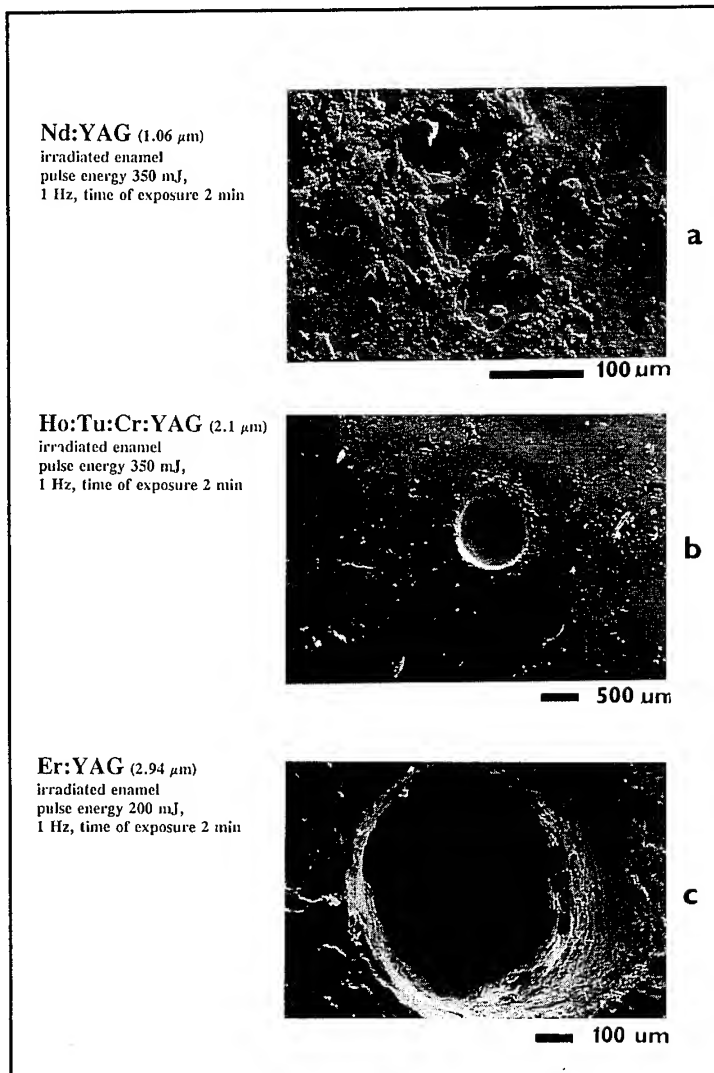 Nd:YAG (1.06 μm)
irradiated enamel
pulse energy 350 mJ,
1 Hz, time of exposure 2 min
a
100 μm
Ho:Tu:Cr:YAG (2.1 μm)
irradiated enamel
pulse energy 350 mJ,
1 Hz, time of exposure 2 min
b
500 μm
Er:YAG (2.94 μm)
irradiated enamel
pulse energy 200 mJ,
1 Hz, time of exposure 2 min
c
100 um